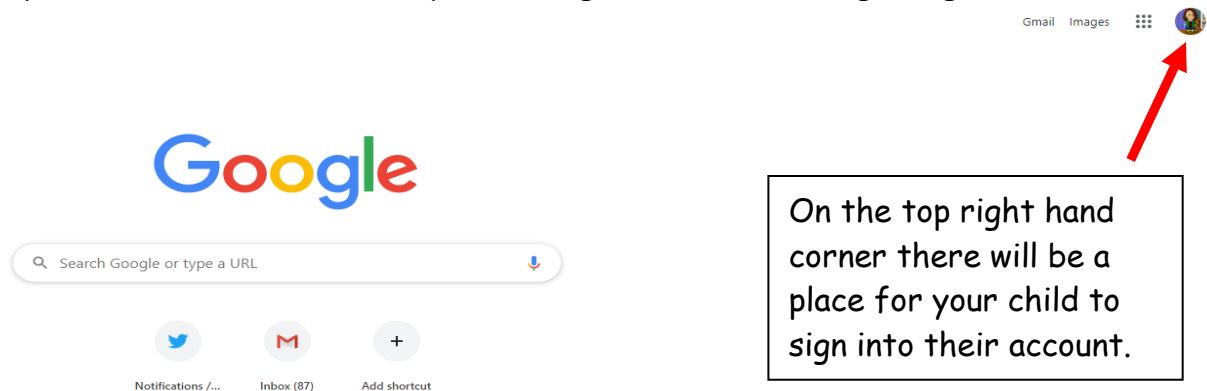 Gmail Images
Google
Search Google or type a URL
On the top right hand
corner there will be a
place for your child to
sign into their account.
Notifications /... Inbox (87) Add shortcut